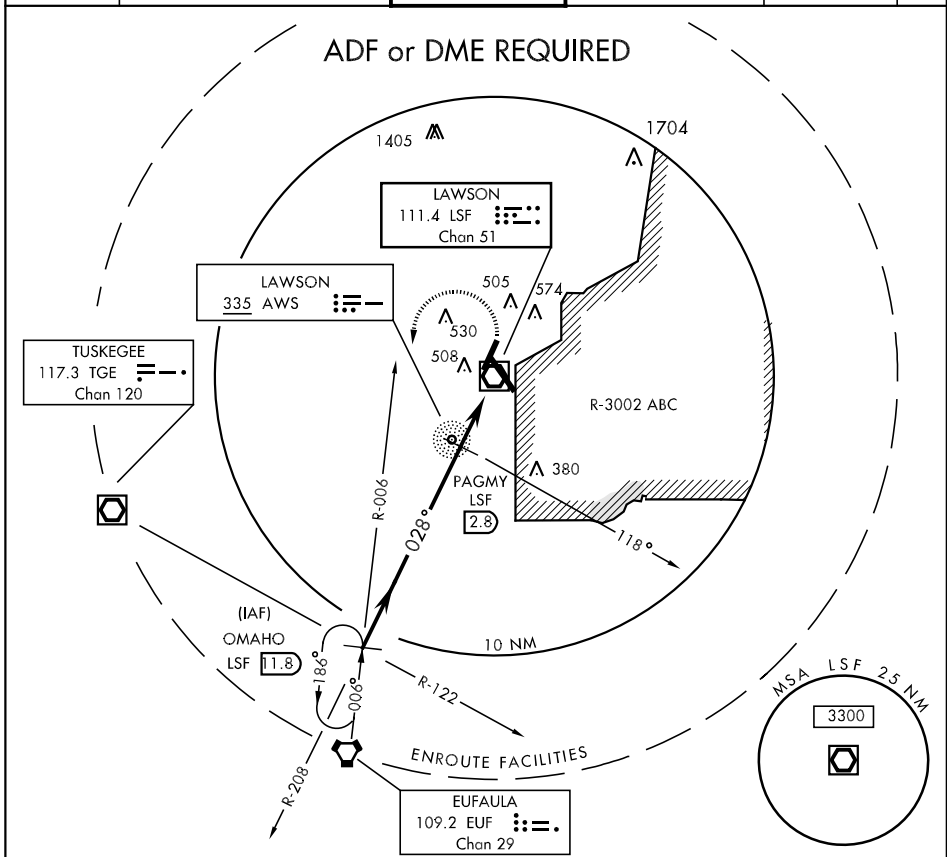 ADF or DME REQUIRED
1405
1704
LAWSON
111.4 LSF
Chan 51
LAWSON
335 AWS
505
574
530
508
TUSKEGEE
117.3 TGE
Chan 120
R-3002 ABC
380
PAGMY
LSF
2.8
R-006
028°
118°
(IAF)
OMAHO
LSF 11.8
10 NM
186°
006°
R-122
R-208
ENROUTE FACILITIES
EUFAULA
109.2 EUF
Chan 29
MSA LSF 25 NM
3300